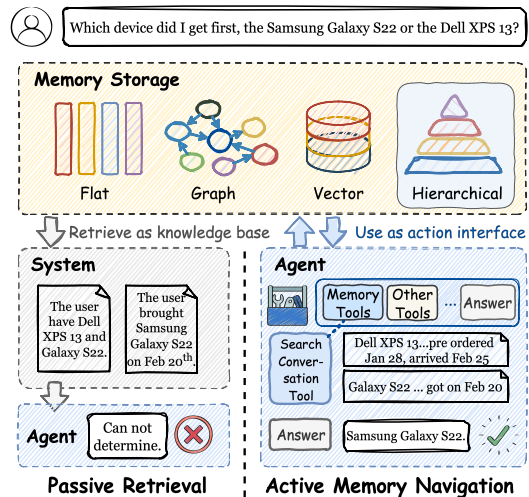 Which device did I get first, the Samsung Galaxy S22 or the Dell XPS 13?
Memory Storage
Flat
Graph
Vector
Hierarchical
Retrieve as knowledge base
Use as action interface
System
The user
have Dell
XPS 13 and
Galaxy S22.
The user
brought
Samsung
Galaxy S22
on Feb 20th.
Agent
Can not
determine.
Passive Retrieval
Agent
Memory
Tools
Other
Tools
...
Answer
Search
Conver-
sation
Tool
Dell XPS 13...pre ordered
Jan 28, arrived Feb 25
Galaxy S22 ... got on Feb 20
Answer
Samsung Galaxy S22.
Active Memory Navigation